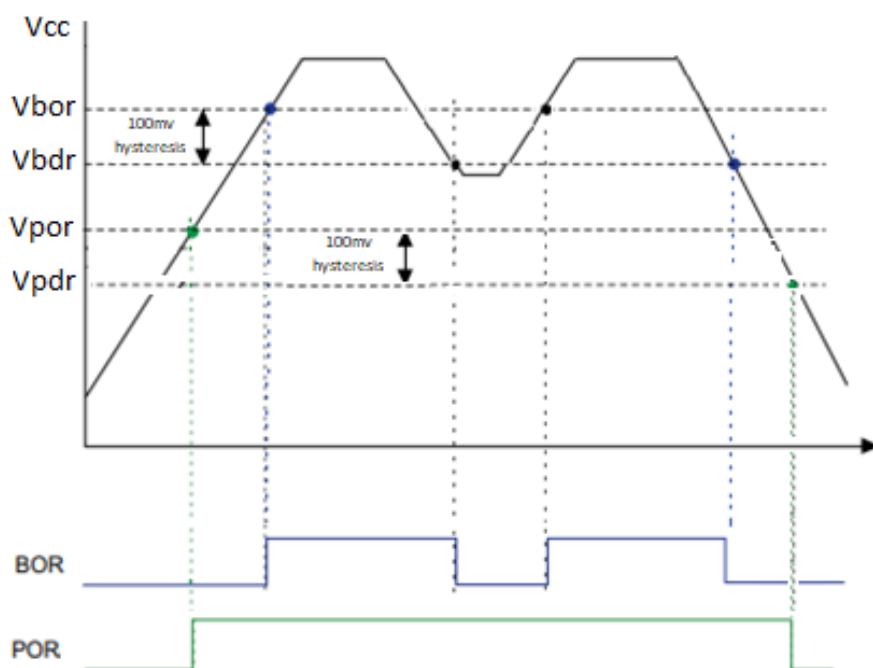 Vcc
Vbor
100mv
hysteresis
Vbdr
Vpor
100mv
hysteresis
Vpdr
BOR
POR